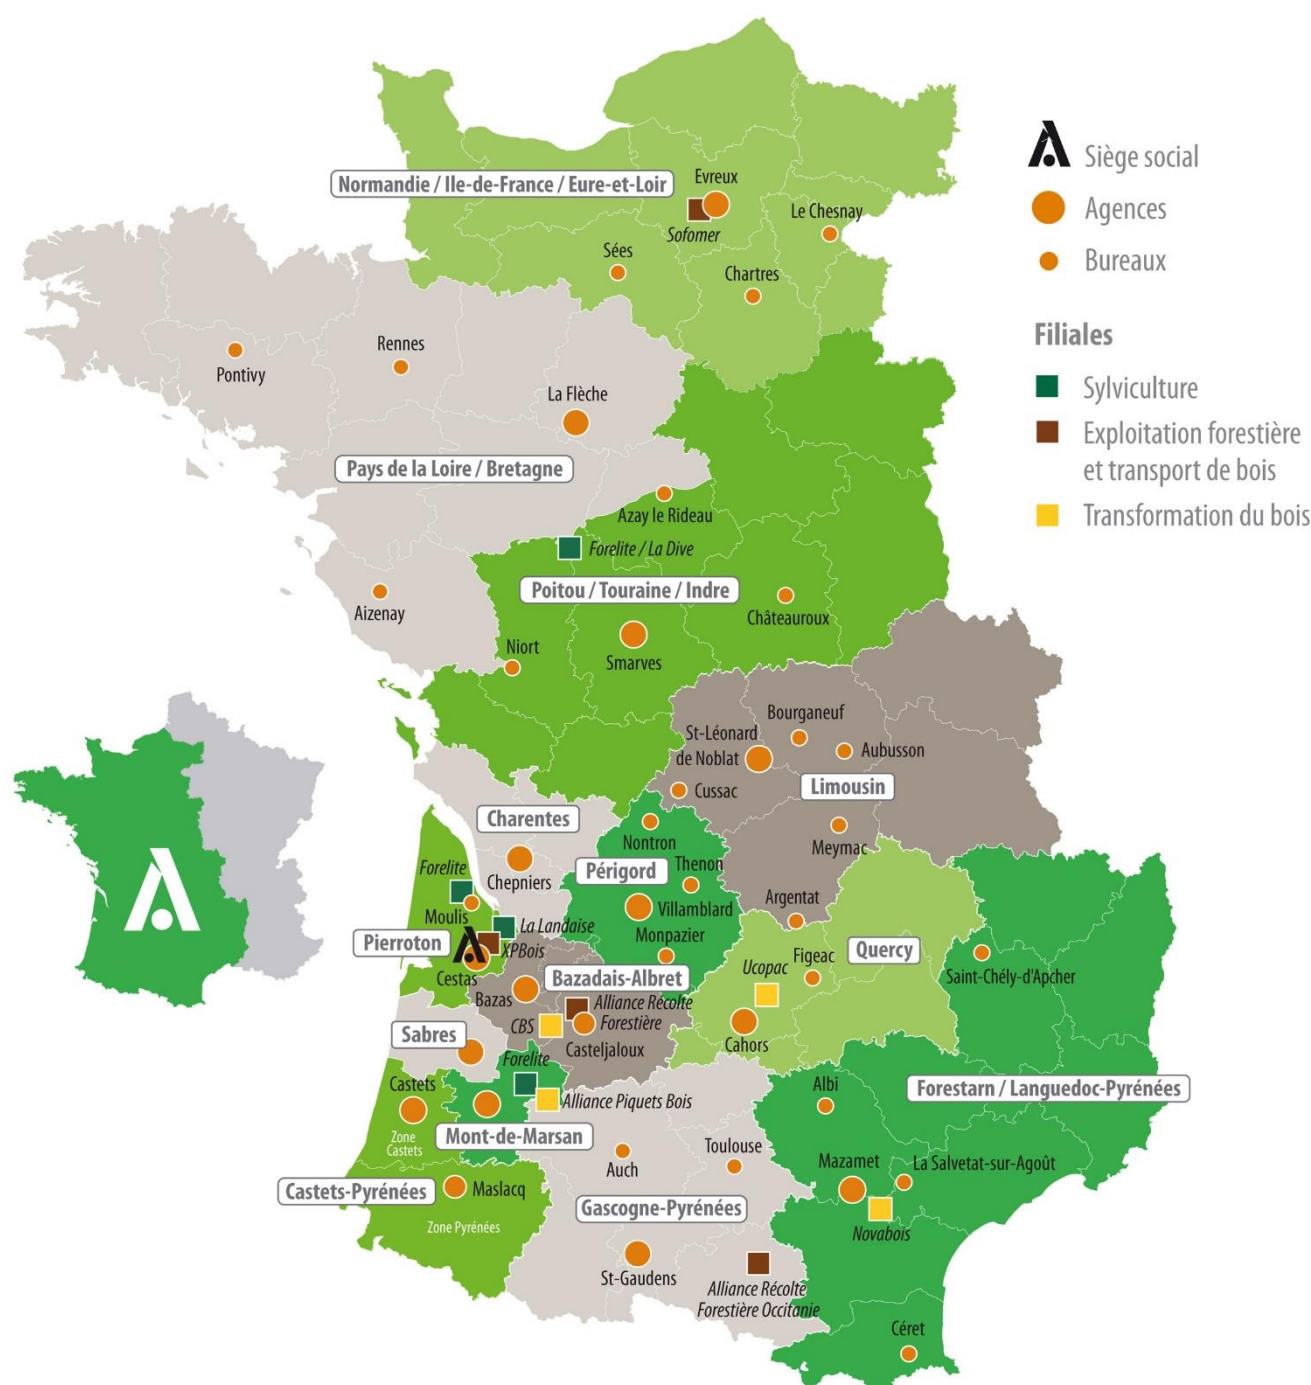 Siège social
Agences
Bureaux
Filiales
Sylviculture
Exploitation forestière
et transport de bois
Transformation du bois
Normandie / Ile-de-France / Eure-et-Loir
Evreux
Sofomer
Le Chesnay
Sées
Chartres
Pontivy
Rennes
La Flèche
Pays de la Loire / Bretagne
Azay le Rideau
Forelite / La Dive
Poitou / Touraine / Indre
Aizenay
Châteauroux
Niort
Smarves
Bourganeuf
St-Léonard
de Noblat
Aubusson
Cussac
Limousin
Meymac
Argentat
Charentes
Chepniers
Nontron
Thenon
Périgord
Villamblard
Monpazier
Forelite
Moulis
La Landaise
Pierroton
XPBois
Cestas
Bazadais-Albret
Bazas
Alliance Récolte
Forestière
CBS
Casteljaloux
Ucopac
Figeac
Quercy
Cahors
Saint-Chély-d'Apcher
Sabres
Forelite
Castets
Zone
Castets
Alliance Piquets Bois
Mont-de-Marsan
Albi
Forestarn / Languedoc-Pyrénées
Auch
Toulouse
Mazamet
La Salvetat-sur-Agoût
Novabois
Castets-Pyrénées
Maslacq
Zone Pyrénées
Gascogne-Pyrénées
St-Gaudens
Alliance Récolte
Forestière Occitanie
Céret